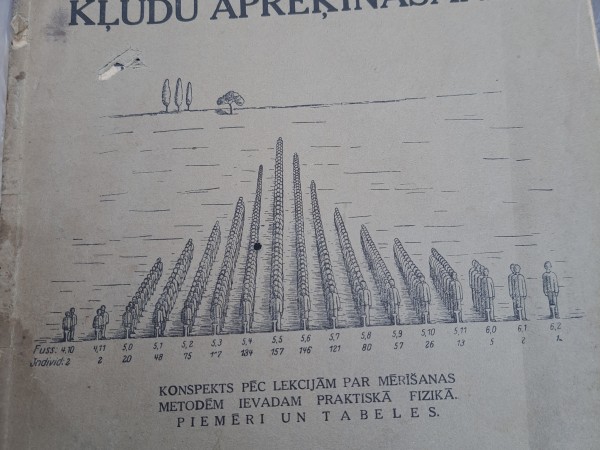 KĻŪDU
Fuss: 4,10 4,11 5,0 5,1 5,2 5,3 5,4 5,5 5,6 5,7 5,8 5,9 5,10 5,11 6,0 6,1 6,2
Individ: 2 2 20 48 75 117 134 157 146 121 80 57 26 13 5 2 1.
KONSPEKTS PĒC LEKCIJĀM PAR MĒRĪŠANAS
METODĒM IEVADAM PRAKTISKĀ FIZIKĀ.
PIEMĒRI UN TABELES.